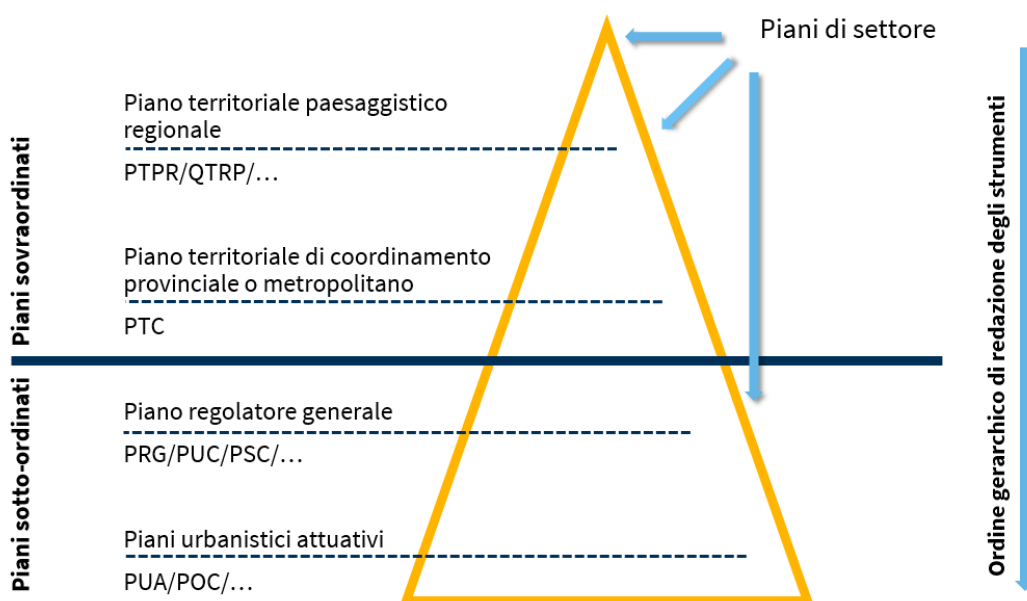 Piani di settore
Piano territoriale paesaggistico
regionale
PTPR/QTRP/…
Piano territoriale di coordinamento
provinciale o metropolitano
PTC
Piano regolatore generale
PRG/PUC/PSC/…
Piani urbanistici attuativi
PUA/POC/…
Piani sovraordinati
Piani sotto-ordinati
Ordine gerarchico di redazione degli strumenti